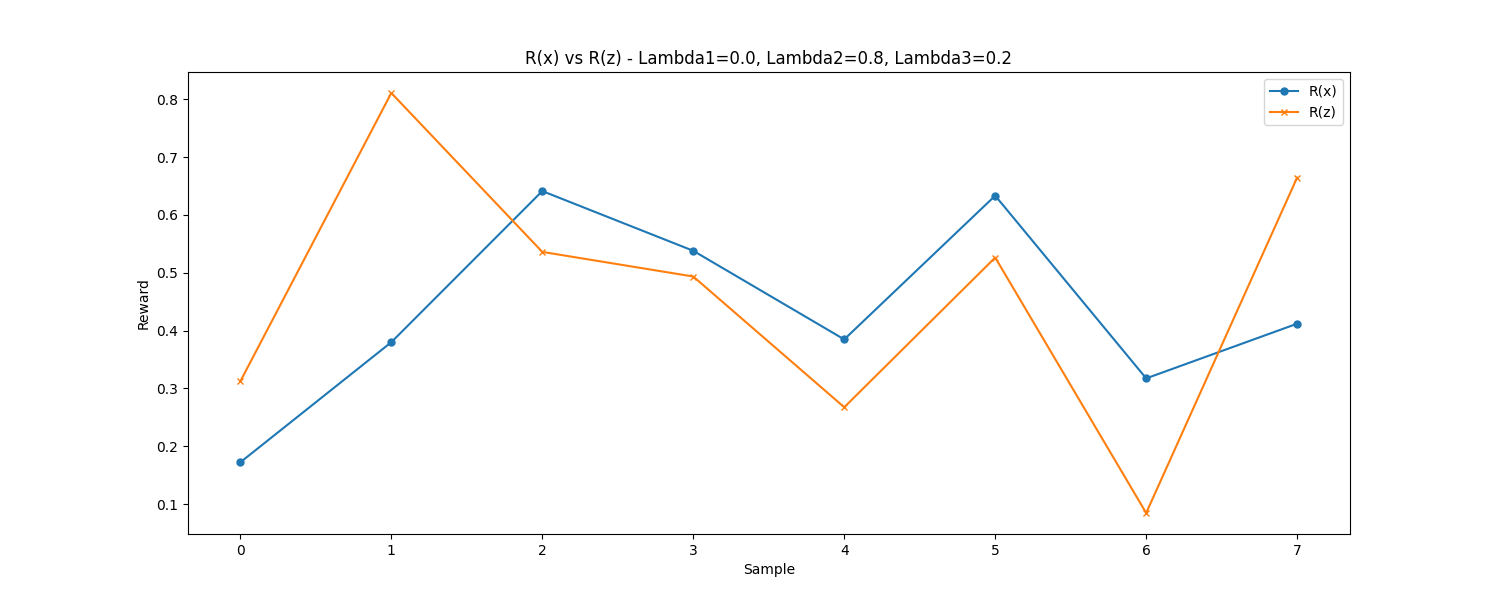 R(x) vs R(z) - Lambda1=0.0, Lambda2=0.8, Lambda3=0.2
R(x)
R(z)
Reward
0.8
0.7
0.6
0.5
0.4
0.3
0.2
0.1
0 1 2 3 4 5 6 7
Sample